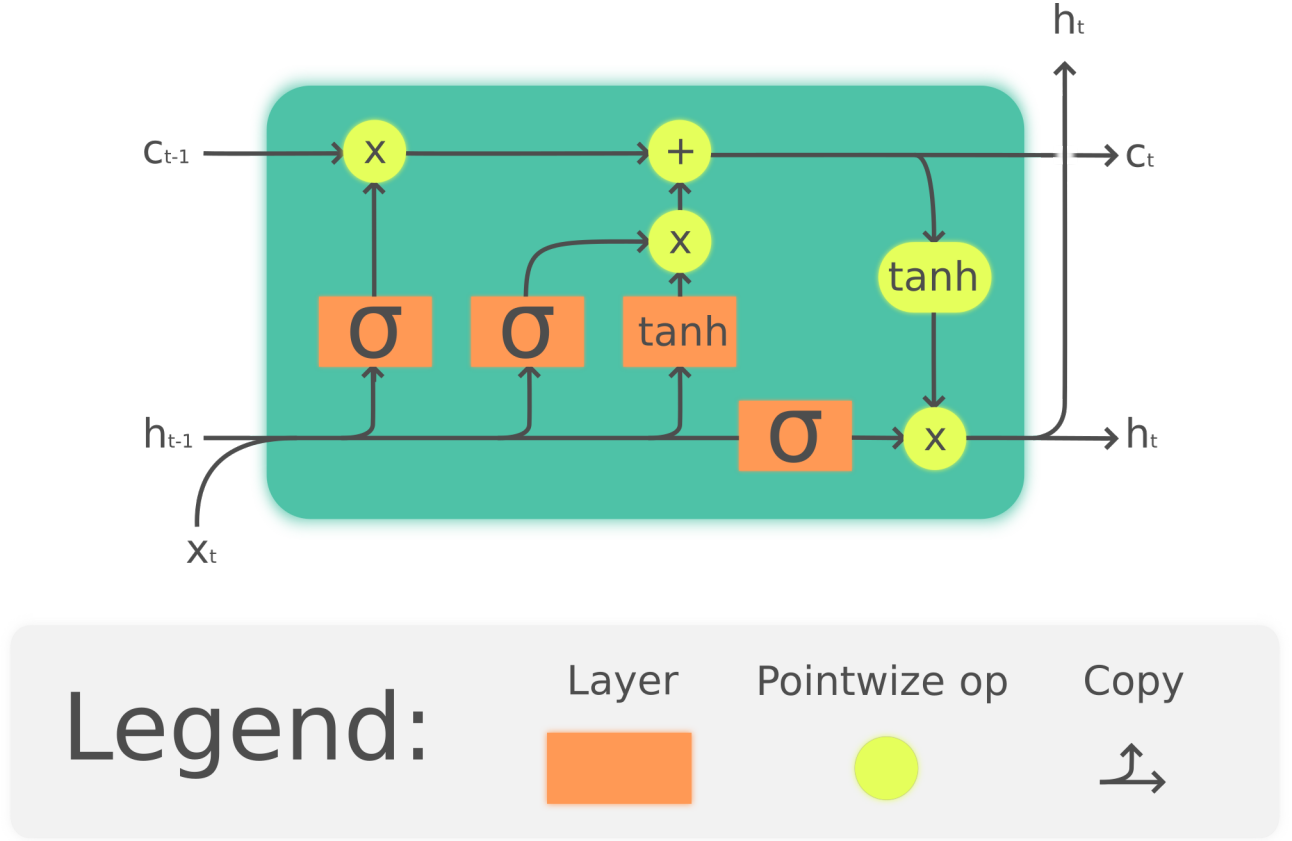 ht
ct-1
x
+
ct
x
tanh
σ
σ
tanh
ht-1
σ
x
ht
xt
Legend:
Layer
Pointwize op
Copy